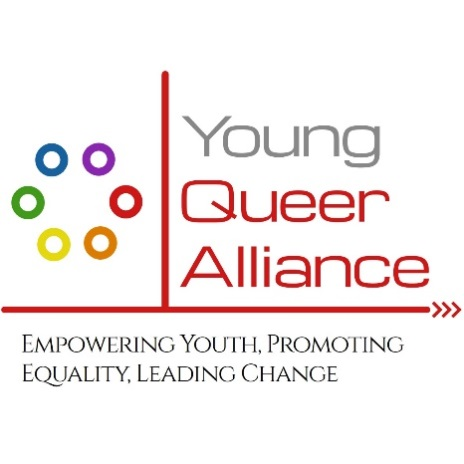 Young
Queer
Alliance
Empowering Youth, Promoting
Equality, Leading Change